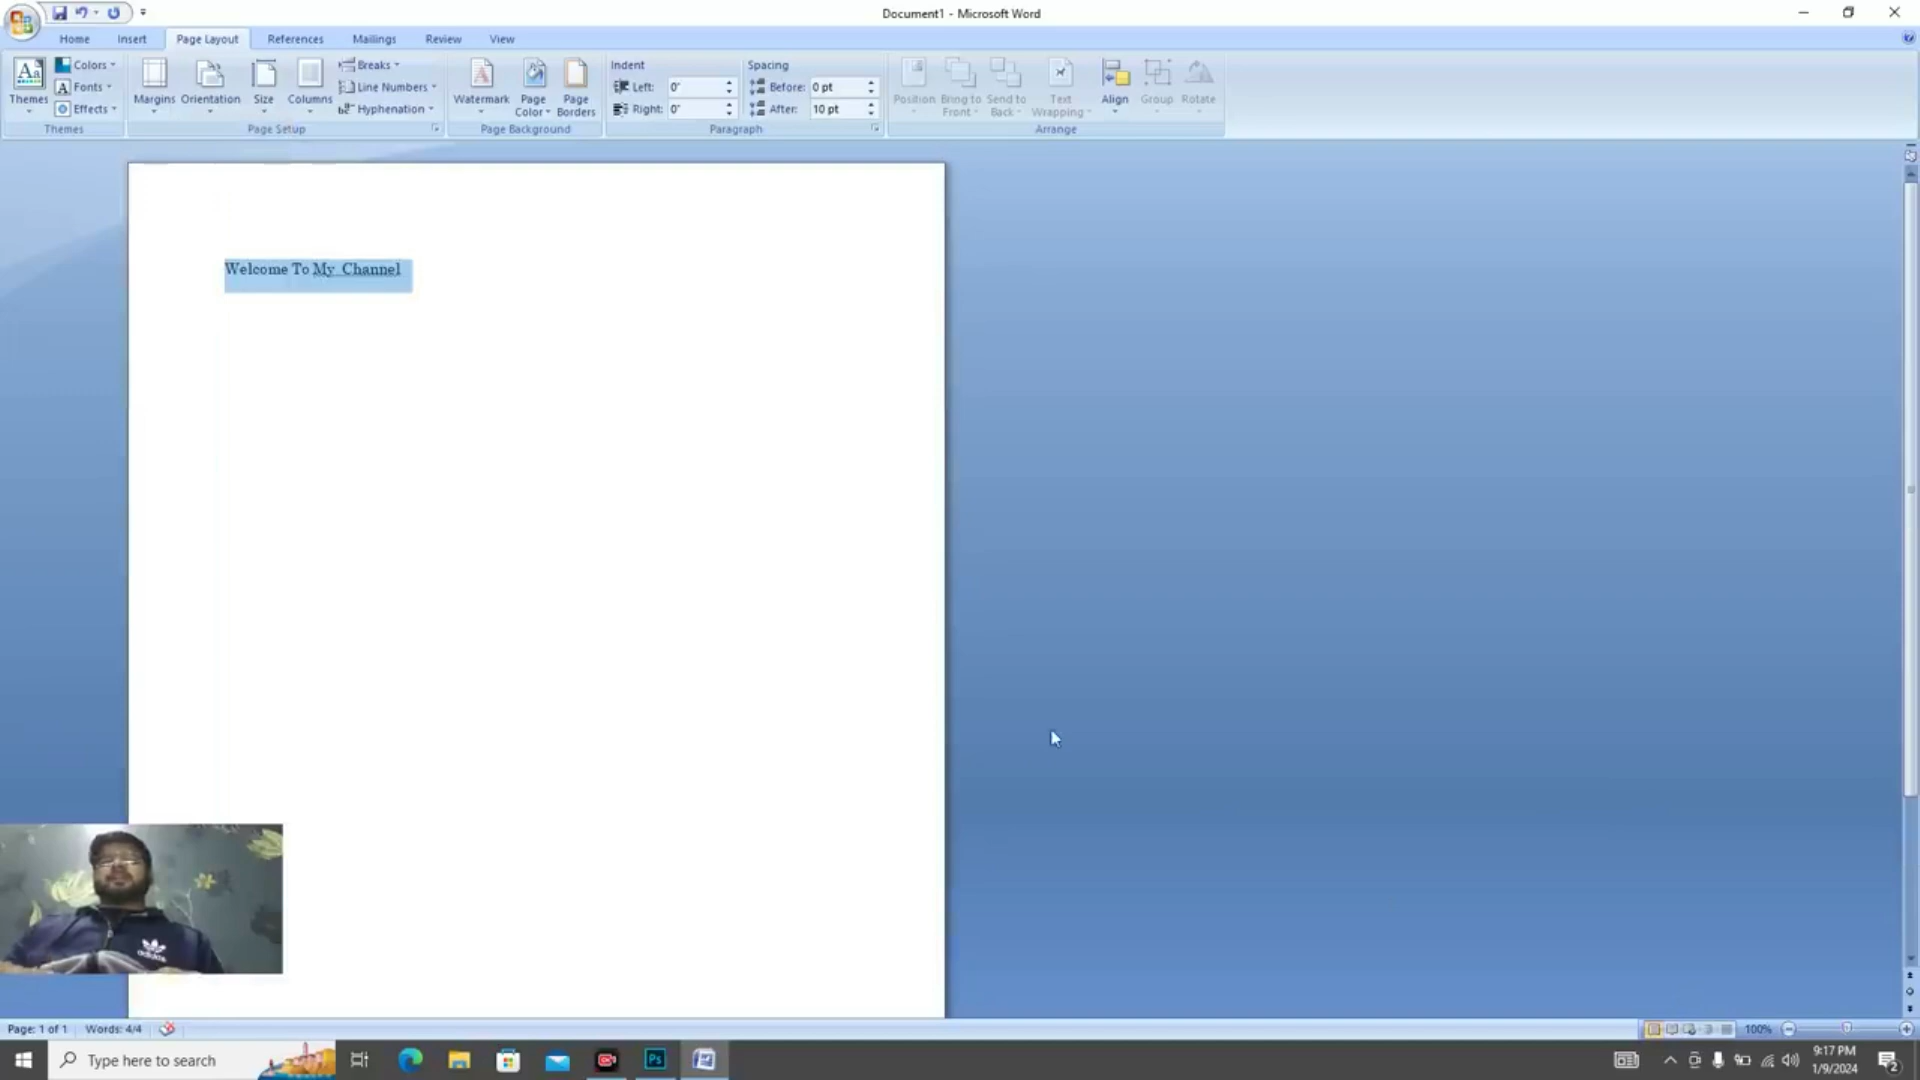 Document1 - Microsoft Word
Home Insert Page Layout References Mailings Review View
Themes
Colors
Fonts
Effects
Themes
Margins
Orientation
Size
Columns
Breaks
Line Numbers
Hyphenation
Page Setup
Watermark
Page Color
Page Borders
Page Background
Indent
Left: 0"
Right: 0"
Spacing
Before: 0 pt
After: 10 pt
Paragraph
Position
Bring to Front
Send to Back
Text Wrapping
Align
Group
Rotate
Arrange
Welcome To My Channel
adidas
Page: 1 of 1 Words: 4/4
100%
Type here to search
Ps
9:17 PM
1/9/2024
2